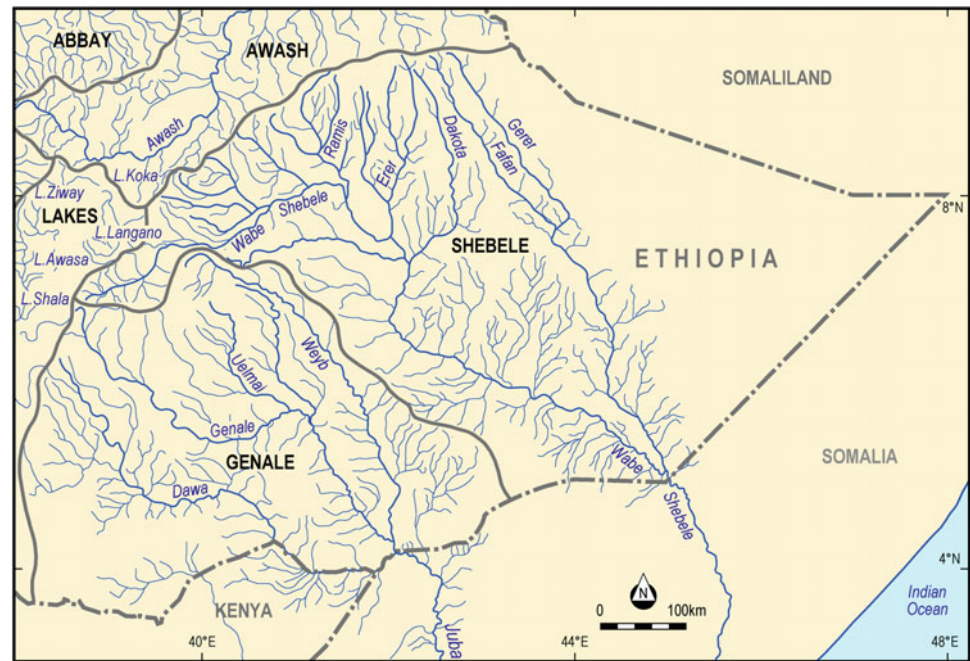 ABBAY
AWASH
SOMALILAND
Awash
Ramis
Erer
Dakota
Gerer
Fafan
L.Koka
L.Ziway
LAKES
8°N
Shebele
L.Langano
Wabe
SHEBELE
ETHIOPIA
L.Awasa
L.Shala
Weyb
Uelmal
Genale
GENALE
Wabe
SOMALIA
Dawa
Shebele
4°N
N
0 100km
Indian
Ocean
KENYA
Juba
40°E
44°E
48°E